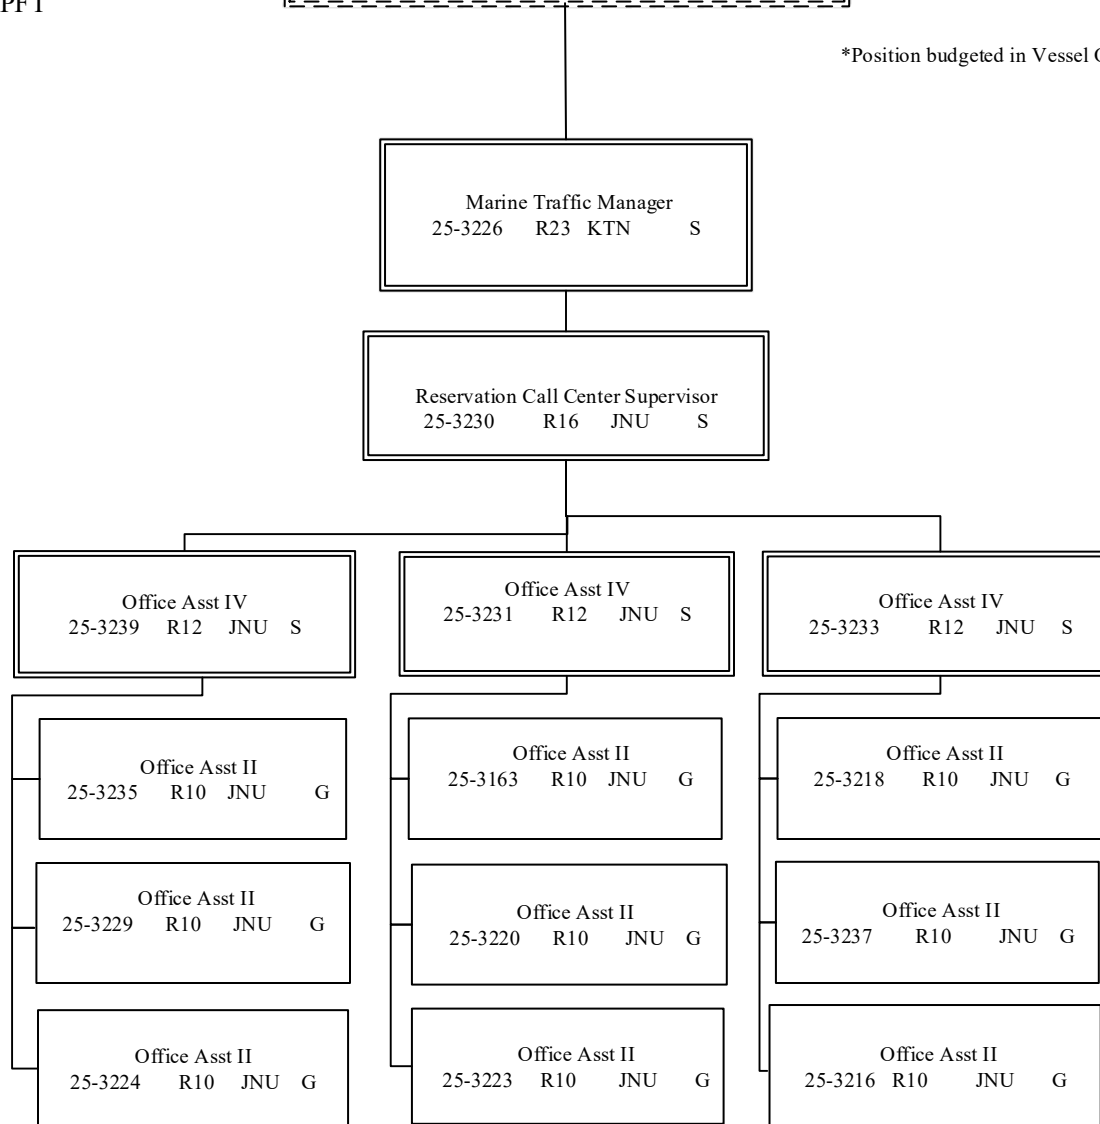 PFT
*Position budgeted in Vessel
Marine Traffic Manager
25-3226 R23 KTN S
Reservation Call Center Supervisor
25-3230 R16 JNU S
Office Asst IV
25-3239 R12 JNU S
Office Asst IV
25-3231 R12 JNU S
Office Asst IV
25-3233 R12 JNU S
Office Asst II
25-3235 R10 JNU G
Office Asst II
25-3163 R10 JNU G
Office Asst II
25-3218 R10 JNU G
Office Asst II
25-3229 R10 JNU G
Office Asst II
25-3220 R10 JNU G
Office Asst II
25-3237 R10 JNU G
Office Asst II
25-3224 R10 JNU G
Office Asst II
25-3223 R10 JNU G
Office Asst II
25-3216 R10 JNU G